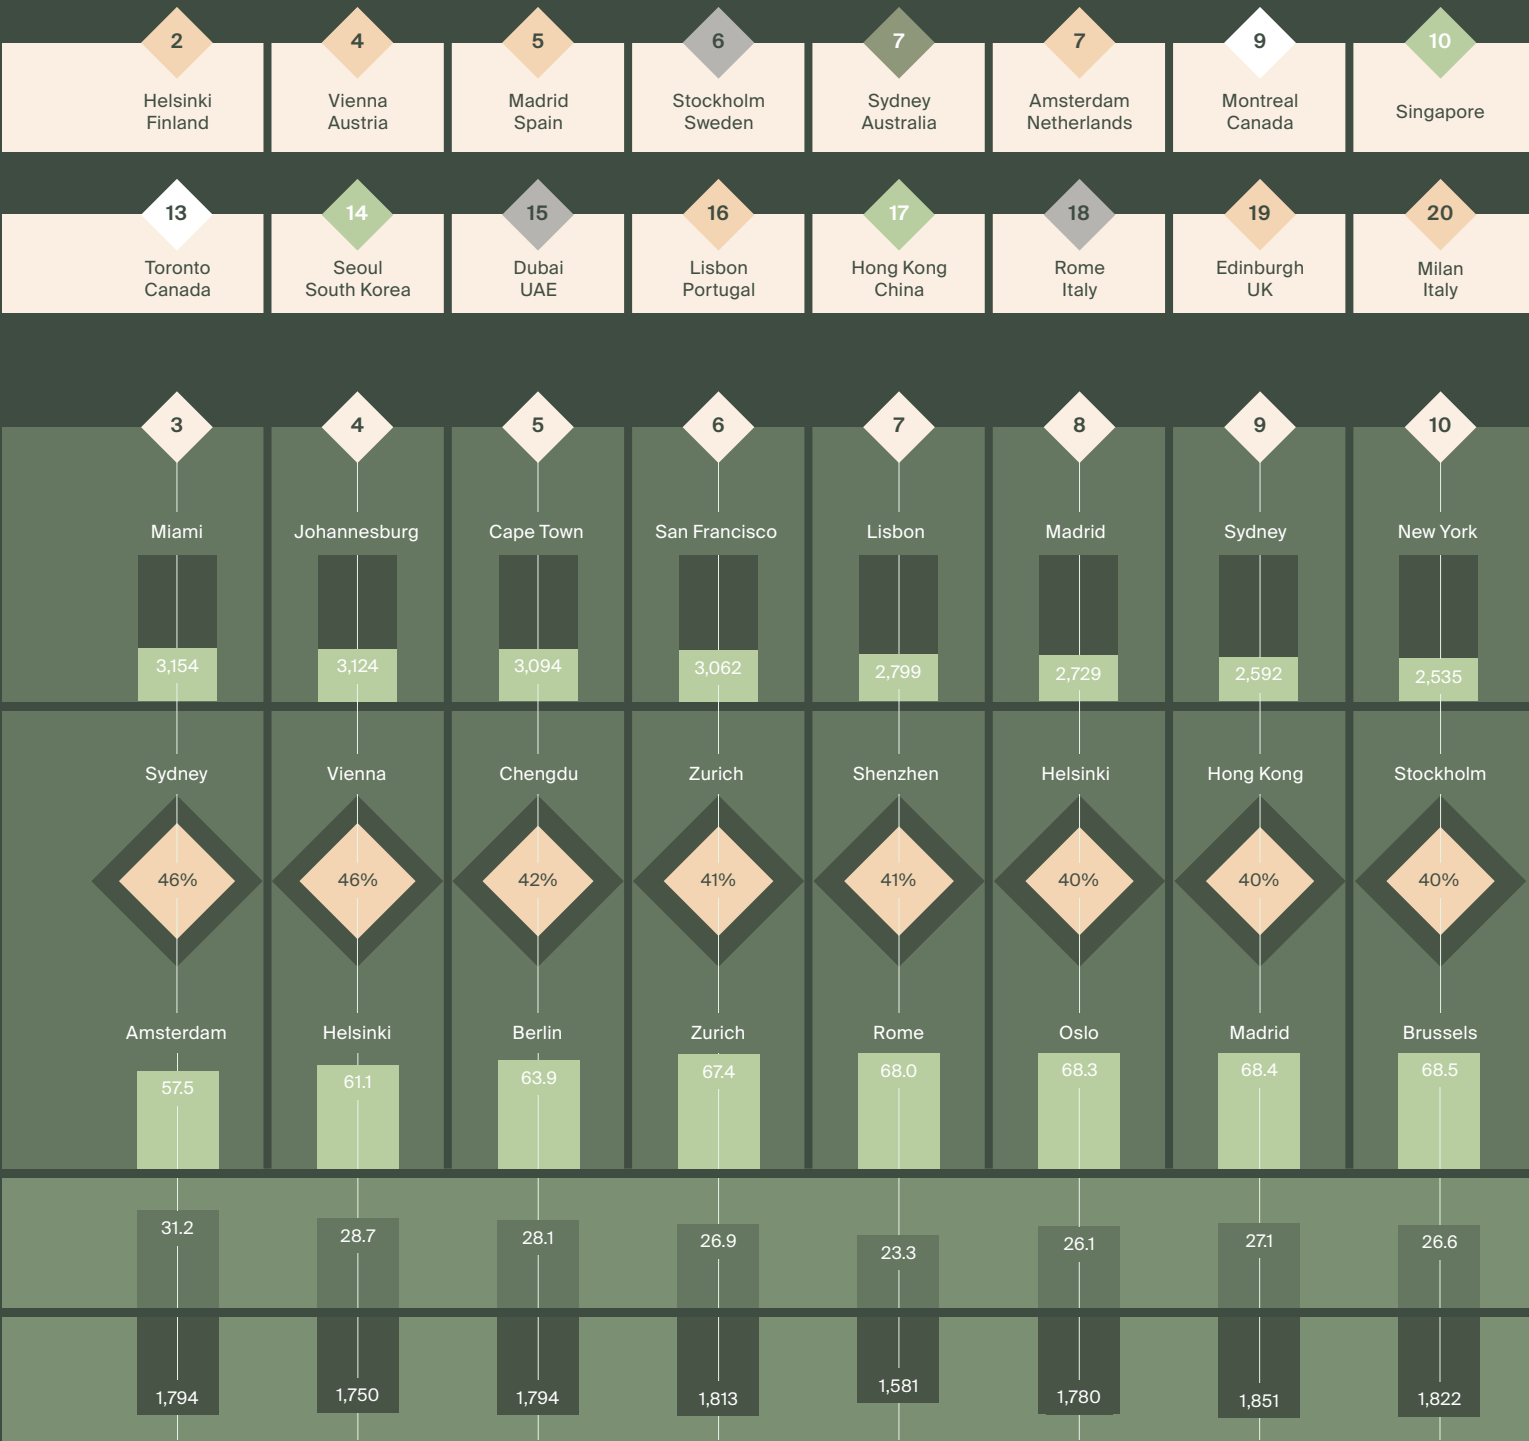 2 4 5 6 7 7 9 10
Helsinki Vienna Madrid Stockholm Sydney Amsterdam Montreal Singapore
Finland Austria Spain Sweden Australia Netherlands Canada
13 14 15 16 17 18 19 20
Toronto Seoul Dubai Lisbon Hong Kong Rome Edinburgh Milan
Canada South Korea UAE Portugal China Italy UK Italy
3 4 5 6 7 8 9 10
Miami Johannesburg Cape Town San Francisco Lisbon Madrid Sydney New York
3,154 3,124 3,094 3,062 2,799 2,729 2,592 2,535
Sydney Vienna Chengdu Zurich Shenzhen Helsinki Hong Kong Stockholm
46% 46% 42% 41% 41% 40% 40% 40%
Amsterdam Helsinki Berlin Zurich Rome Oslo Madrid Brussels
57.5 61.1 63.9 67.4 68.0 68.3 68.4 68.5
31.2 28.7 28.1 26.9 23.3 26.1 27.1 26.6
1,794 1,750 1,794 1,813 1,581 1,780 1,851 1,822